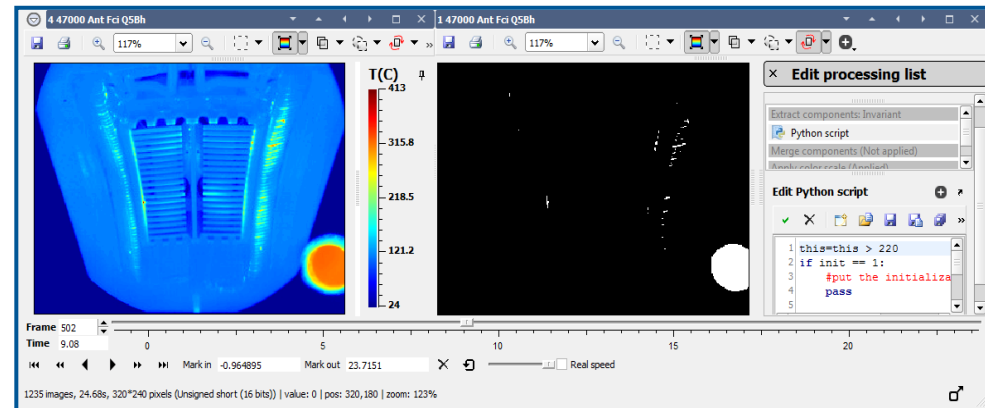 4 47000 Ant Fci Q5Bh
1 47000 Ant Fci Q5Bh
117%
»
117%
T(C)
413
315.8
218.5
121.2
24
× Edit processing list
Extract components: Invariant
Python script
Merge components (Not applied)
Apply color scale (Applied)
Edit Python script
»
1 this=this > 220
2 if init == 1:
3 #put the initializa
4 pass
5
Frame 502
Time 9.08
0 5 10 15 20
Mark in -0.964895 Mark out 23.7151 Real speed
1235 images, 24.68s, 320*240 pixels (Unsigned short (16 bits)) | value: 0 | pos: 320,180 | zoom: 123%